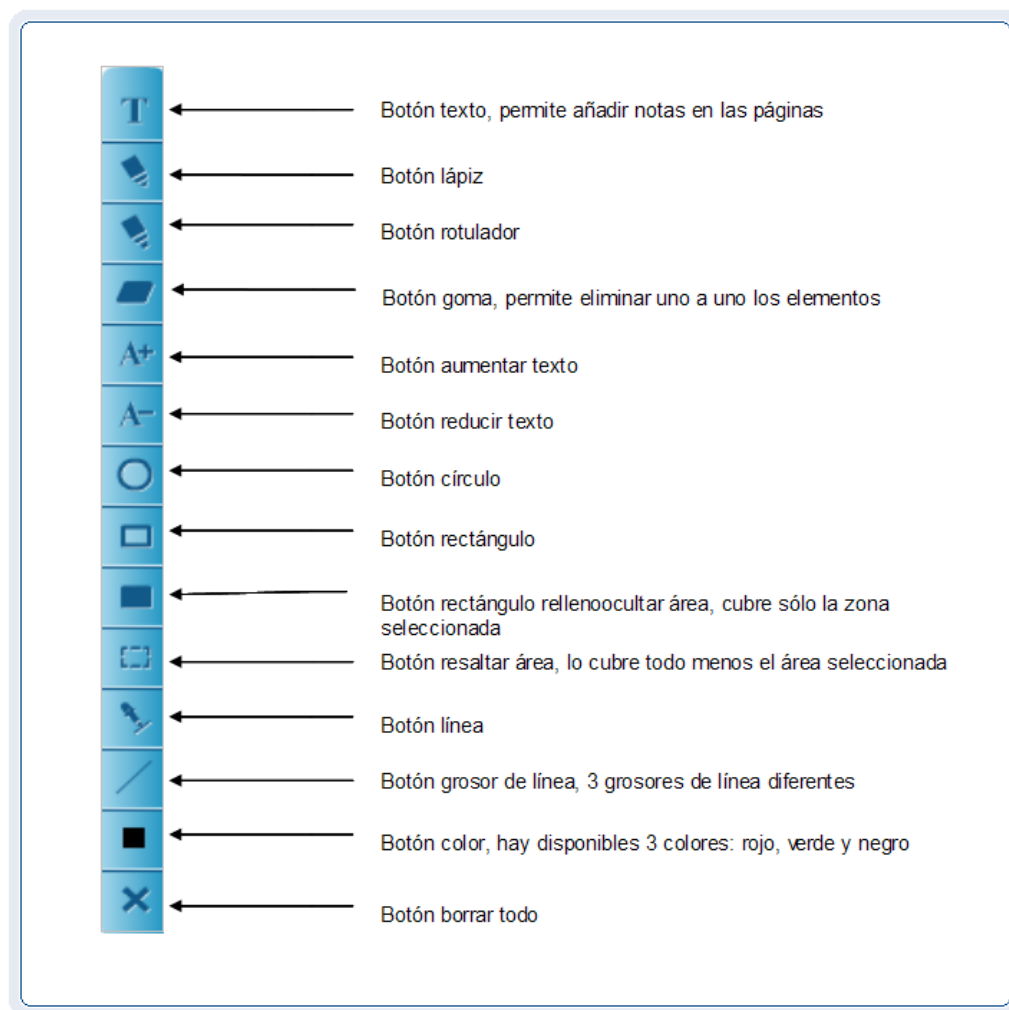 T
Botón texto, permite añadir notas en las páginas
Botón lápiz
Botón rotulador
Botón goma, permite eliminar uno a uno los elementos
A+
Botón aumentar texto
A-
Botón reducir texto
Botón círculo
Botón rectángulo
Botón rectángulo rellenoocultar área, cubre sólo la zona
seleccionada
Botón resaltar área, lo cubre todo menos el área seleccionada
Botón línea
Botón grosor de línea, 3 grosores de línea diferentes
Botón color, hay disponibles 3 colores: rojo, verde y negro
Botón borrar todo